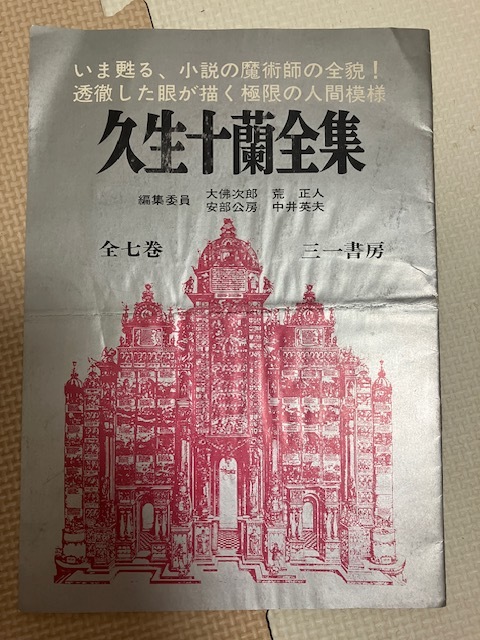 いま甦る、小説の魔術師の全貌！
透徹した眼が描く極限の人間模様
久生十蘭全集
編集委員 大佛次郎 荒 正人
安部公房 中井英夫
全七巻 三一書房